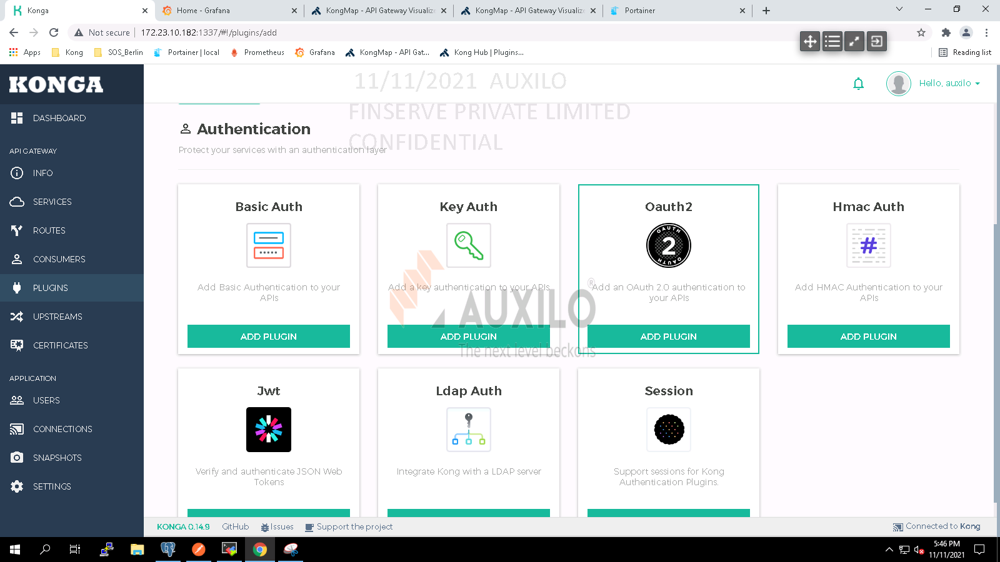 Konga
Home - Grafana
KongMap - API Gateway Visualize
KongMap - API Gateway Visualize
Portainer
Not secure
172.23.10.182:1337/#!/plugins/add
Apps
Kong
SOS_Berlin
Portainer | local
Prometheus
Grafana
KongMap - API Gat...
Kong Hub | Plugins...
Reading list
KONGA
11/11/2021 AUXILO
FINSERVE PRIVATE LIMITED
CONFIDENTIAL
Hello, auxilo
DASHBOARD
API GATEWAY
INFO
SERVICES
ROUTES
CONSUMERS
PLUGINS
UPSTREAMS
CERTIFICATES
APPLICATION
USERS
CONNECTIONS
SNAPSHOTS
SETTINGS
Authentication
Protect your services with an authentication layer
Basic Auth
Add Basic Authentication to your
APIs
ADD PLUGIN
Key Auth
Add a key authentication to your APIs
ADD PLUGIN
Oauth2
OAUTH
2
OAUTH
Add an OAuth 2.0 authentication to
your APIs
ADD PLUGIN
Hmac Auth
#
Add HMAC Authentication to your
APIs
ADD PLUGIN
AUXILO
®
The next level beckons
Jwt
Verify and authenticate JSON Web
Tokens
Ldap Auth
Integrate Kong with a LDAP server
Session
Support sessions for Kong
Authentication Plugins.
KONGA 0.14.9
GitHub
Issues
Support the project
Connected to Kong
5:46 PM
11/11/2021